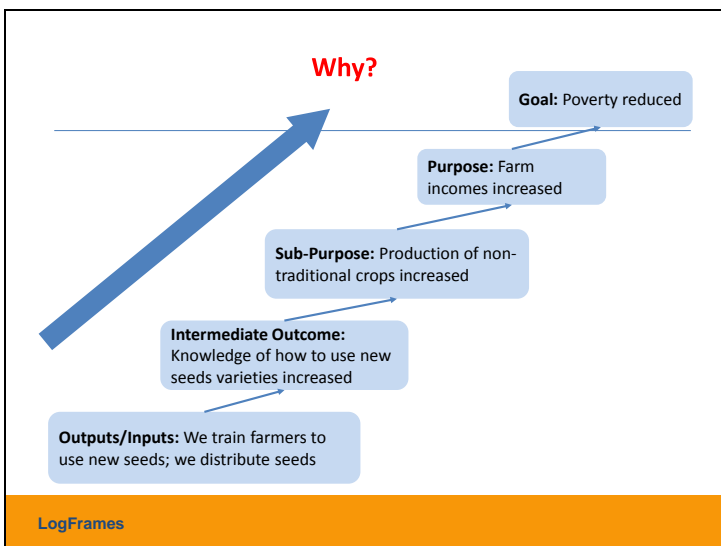 Why?
Goal: Poverty reduced
Purpose: Farm
incomes increased
Sub-Purpose: Production of non-
traditional crops increased
Intermediate Outcome:
Knowledge of how to use new
seeds varieties increased
Outputs/Inputs: We train farmers to
use new seeds; we distribute seeds
LogFrames